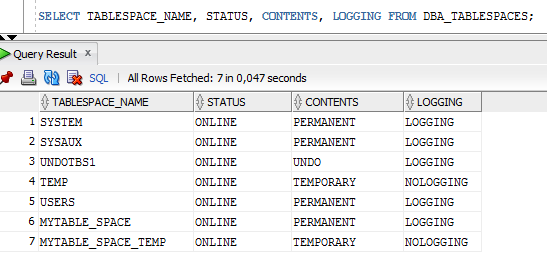 SELECT TABLESPACE_NAME, STATUS, CONTENTS, LOGGING FROM DBA_TABLESPACES;
Query Result x
SQL | All Rows Fetched: 7 in 0,047 seconds
TABLESPACE_NAME STATUS CONTENTS LOGGING
1 SYSTEM ONLINE PERMANENT LOGGING
2 SYSAUX ONLINE PERMANENT LOGGING
3 UNDOTBS1 ONLINE UNDO LOGGING
4 TEMP ONLINE TEMPORARY NOLOGGING
5 USERS ONLINE PERMANENT LOGGING
6 MYTABLE_SPACE ONLINE PERMANENT LOGGING
7 MYTABLE_SPACE_TEMP ONLINE TEMPORARY NOLOGGING